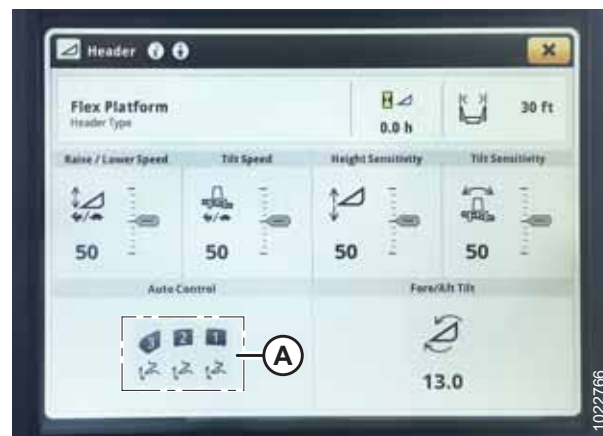 Header
Flex Platform
Header Type
0.0 h
30 ft
Raise / Lower Speed
Tilt Speed
Height Sensitivity
Tilt Sensitivity
50
50
50
50
Auto Control
Fore/Aft Tilt
3 2 1
A
13.0
1022766